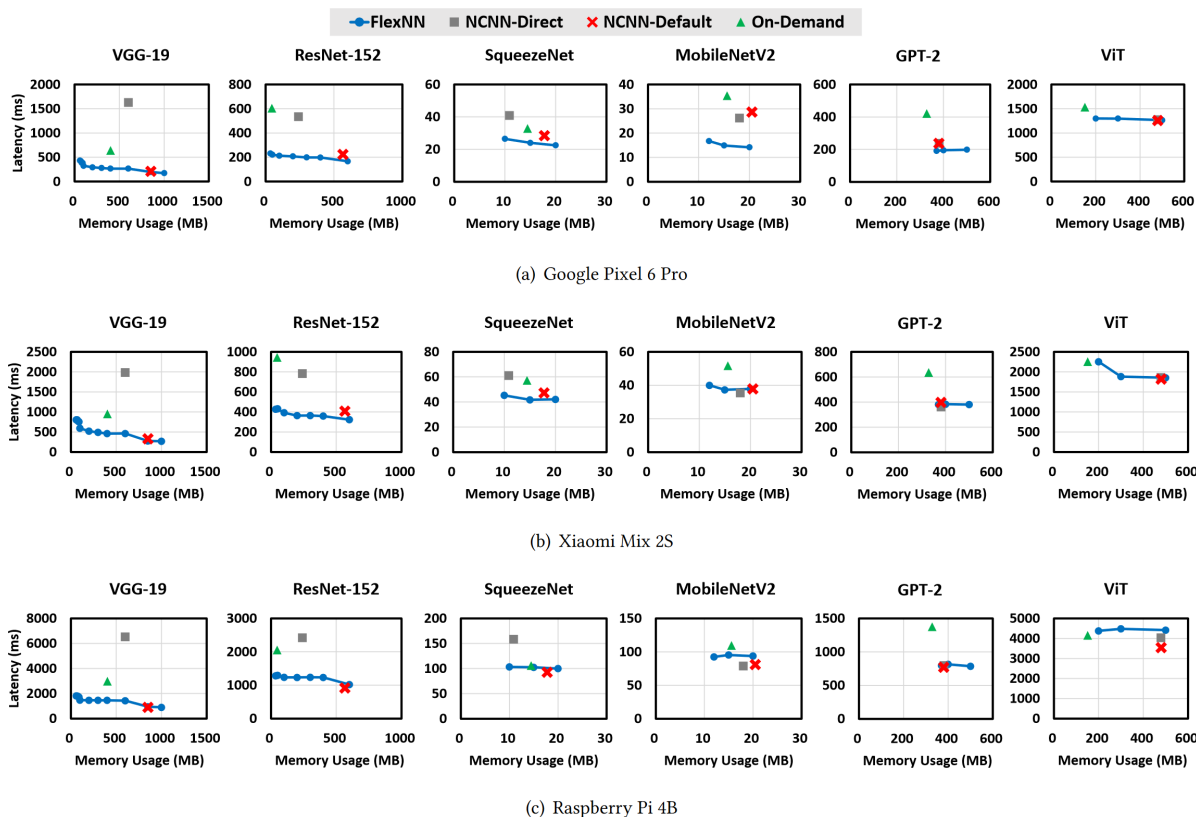 FlexNN NCNN-Direct NCNN-Default On-Demand
VGG-19 ResNet-152 SqueezeNet MobileNetV2 GPT-2 ViT
Latency (ms)
2000 800 60 40 600 2000
1500 600 30 1500
40 400
1000 400 20 1000
20 200
500 200 10 500
0 0 0 0 0 0
0 500 1000 1500 0 400 800 0 10 20 30 0 10 20 30 0 200 400 600 0 200 400 600
Memory Usage (MB) Memory Usage (MB) Memory Usage (MB) Memory Usage (MB) Memory Usage (MB) Memory Usage (MB)
(a) Google Pixel 6 Pro
VGG-19 ResNet-152 SqueezeNet MobileNetV2 GPT-2 ViT
Latency (ms)
2500 1000 80 60 800 2500
2000 800 60 600 2000
1500 600 40 1500
40 400
1000 400 20 1000
500 200 20 200 500
0 0 0 0 0 0
0 500 1000 1500 0 400 800 0 10 20 30 0 10 20 30 0 200 400 600 0 200 400 600
Memory Usage (MB) Memory Usage (MB) Memory Usage (MB) Memory Usage (MB) Memory Usage (MB) Memory Usage (MB)
(b) Xiaomi Mix 2S
VGG-19 ResNet-152 SqueezeNet MobileNetV2 GPT-2 ViT
Latency (ms)
8000 3000 200 150 1500 5000
6000 150 4000
2000 100 1000
4000 100 3000
1000 50 500 2000
2000 50 1000
0 0 0 0 0 0
0 500 1000 1500 0 400 800 0 10 20 30 0 10 20 30 0 200 400 600 0 200 400 600
Memory Usage (MB) Memory Usage (MB) Memory Usage (MB) Memory Usage (MB) Memory Usage (MB) Memory Usage (MB)
(c) Raspberry Pi 4B